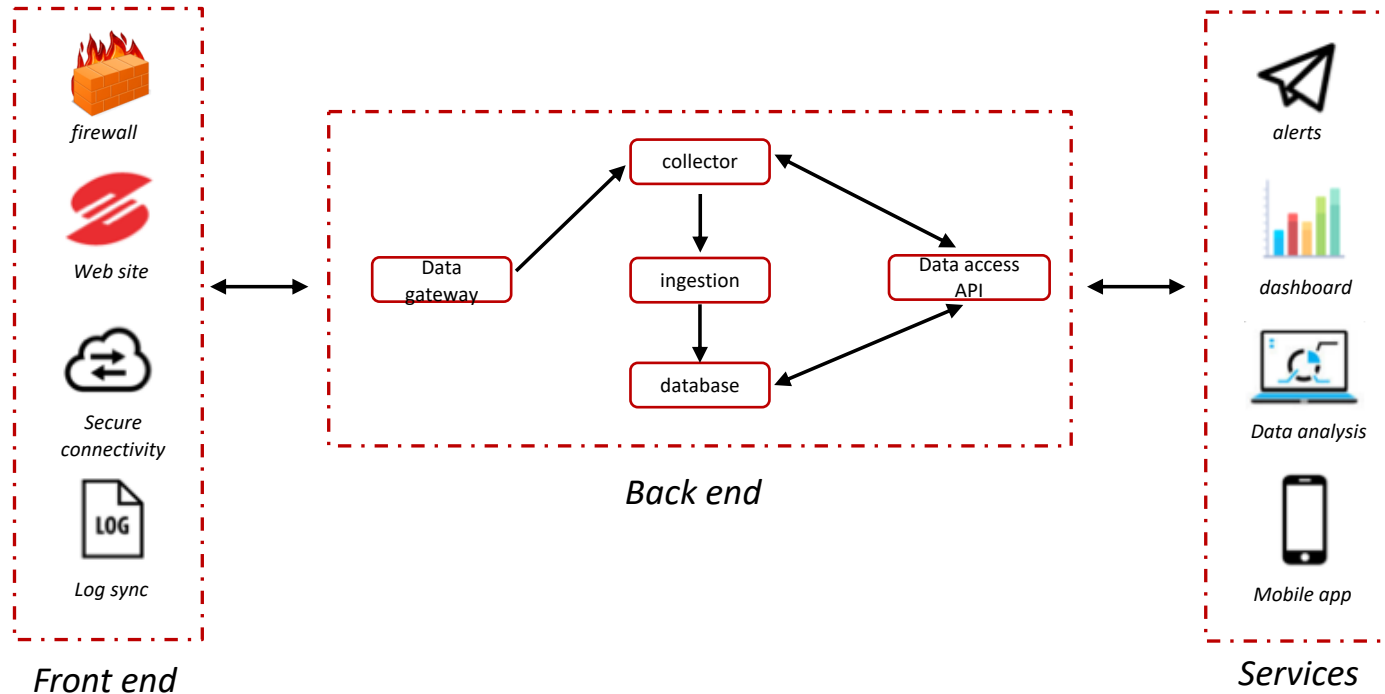 firewall
Web site
Secure
connectivity
LOG
Log sync
Front end
collector
Data
gateway
ingestion
Data access
API
database
Back end
alerts
dashboard
Data analysis
Mobile app
Services